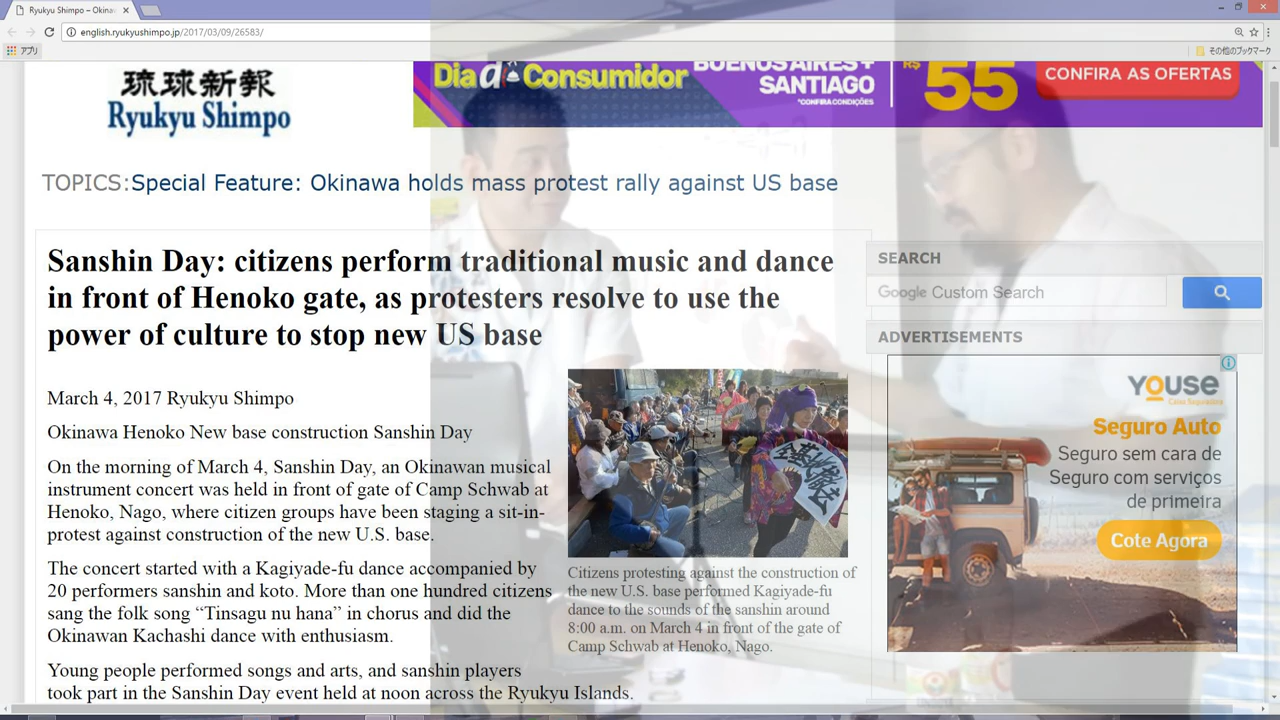 Ryukyu Shimpo – Okinaw
english.ryukyushimpo.jp/2017/03/09/26583/
アプリ
その他のブックマーク
琉球新報
Ryukyu Shimpo
Dia do Consumidor
BUENOS AIRES +
SANTIAGO
*CONFIRA CONDIÇÕES
R$
55
CONFIRA AS OFERTAS
TOPICS:Special Feature: Okinawa holds mass protest rally against US base
Sanshin Day: citizens perform traditional music and dance
in front of Henoko gate, as protesters resolve to use the
power of culture to stop new US base
March 4, 2017 Ryukyu Shimpo
Okinawa Henoko New base construction Sanshin Day
On the morning of March 4, Sanshin Day, an Okinawan musical
instrument concert was held in front of gate of Camp Schwab at
Henoko, Nago, where citizen groups have been staging a sit-in-
protest against construction of the new U.S. base.
The concert started with a Kagiyade-fu dance accompanied by
20 performers sanshin and koto. More than one hundred citizens
sang the folk song “Tinsagu nu hana” in chorus and did the
Okinawan Kachashi dance with enthusiasm.
Young people performed songs and arts, and sanshin players
took part in the Sanshin Day event held at noon across the Ryukyu Islands.
全基地撤去
Citizens protesting against the construction of
the new U.S. base performed Kagiyade-fu
dance to the sounds of the sanshin around
8:00 a.m. on March 4 in front of the gate of
Camp Schwab at Henoko, Nago.
SEARCH
Google Custom Search
ADVERTISEMENTS
YOUSE
Caixa Seguradora
Seguro Auto
Seguro sem cara de
Seguro com serviços
de primeira
Cote Agora